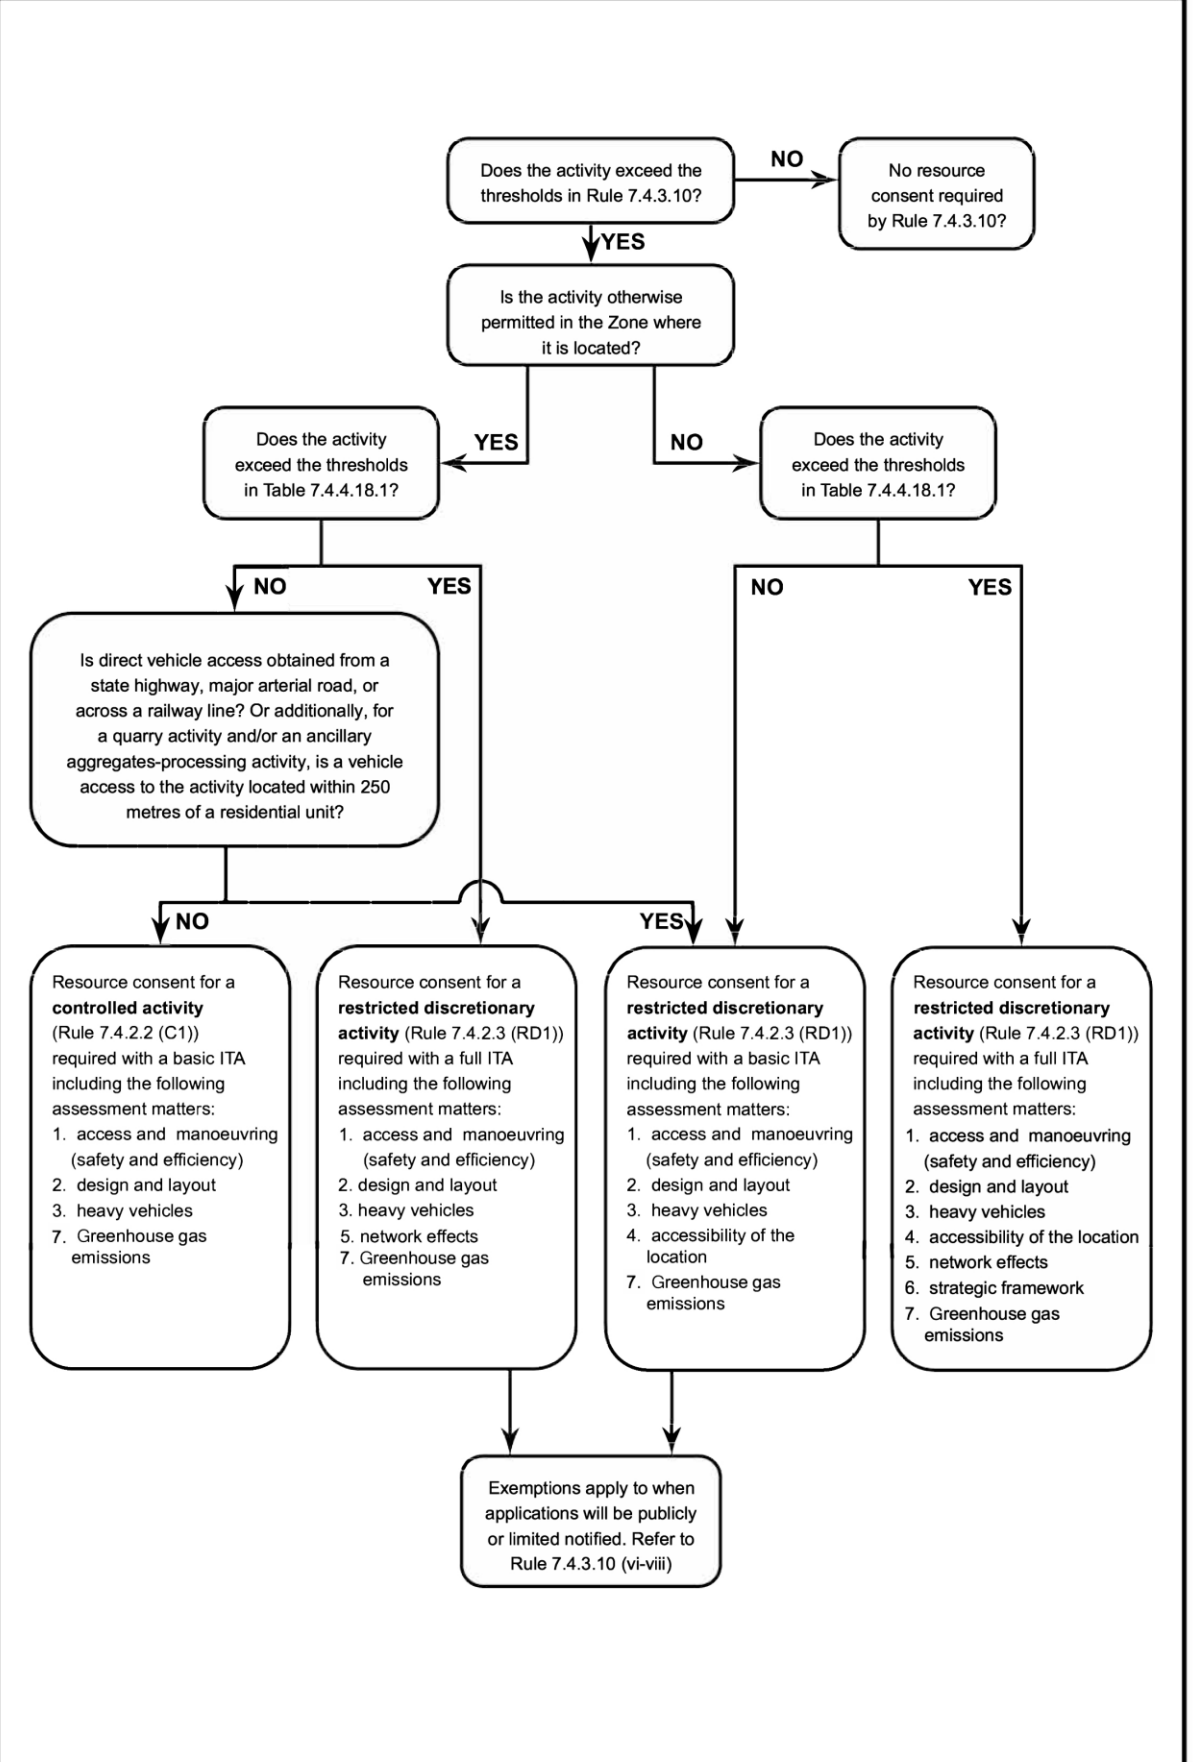 Does the activity exceed the
thresholds in Rule 7.4.3.10?
NO
No resource
consent required
by Rule 7.4.3.10?
YES
Is the activity otherwise
permitted in the Zone where
it is located?
YES
NO
Does the activity
exceed the thresholds
in Table 7.4.4.18.1?
Does the activity
exceed the thresholds
in Table 7.4.4.18.1?
NO
YES
NO
YES
Is direct vehicle access obtained from a
state highway, major arterial road, or
across a railway line? Or additionally, for
a quarry activity and/or an ancillary
aggregates-processing activity, is a vehicle
access to the activity located within 250
metres of a residential unit?
NO
YES
Resource consent for a
controlled activity
(Rule 7.4.2.2 (C1))
required with a basic ITA
including the following
assessment matters:
1. access and manoeuvring
(safety and efficiency)
2. design and layout
3. heavy vehicles
7. Greenhouse gas
emissions
Resource consent for a
restricted discretionary
activity (Rule 7.4.2.3 (RD1))
required with a full ITA
including the following
assessment matters:
1. access and manoeuvring
(safety and efficiency)
2. design and layout
3. heavy vehicles
5. network effects
7. Greenhouse gas
emissions
Resource consent for a
restricted discretionary
activity (Rule 7.4.2.3 (RD1))
required with a basic ITA
including the following
assessment matters:
1. access and manoeuvring
(safety and efficiency)
2. design and layout
3. heavy vehicles
4. accessibility of the
location
7. Greenhouse gas
emissions
Resource consent for a
restricted discretionary
activity (Rule 7.4.2.3 (RD1))
required with a full ITA
including the following
assessment matters:
1. access and manoeuvring
(safety and efficiency)
2. design and layout
3. heavy vehicles
4. accessibility of the location
5. network effects
6. strategic framework
7. Greenhouse gas
emissions
Exemptions apply to when
applications will be publicly
or limited notified. Refer to
Rule 7.4.3.10 (vi-viii)